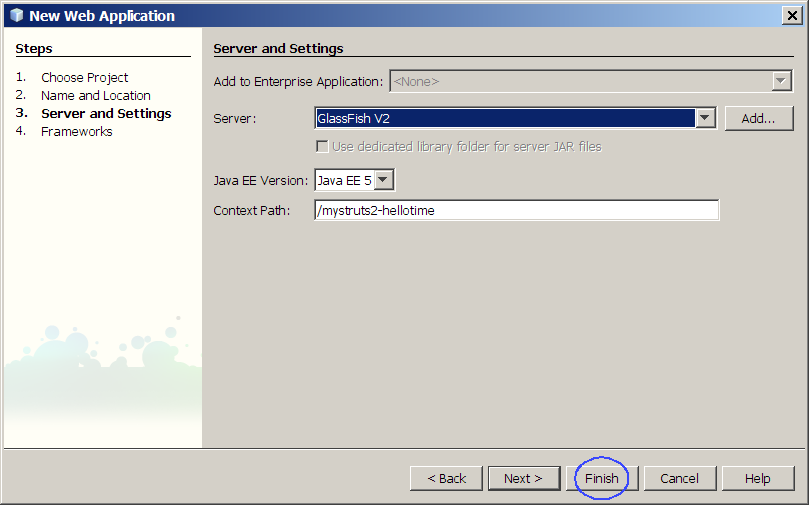 New Web Application
Steps
1. Choose Project
2. Name and Location
3. Server and Settings
4. Frameworks
Server and Settings
Add to Enterprise Application: <None>
Server: GlassFish V2 Add...
Use dedicated library folder for server JAR files
Java EE Version: Java EE 5
Context Path: /mystruts2-hellotime
< Back Next > Finish Cancel Help